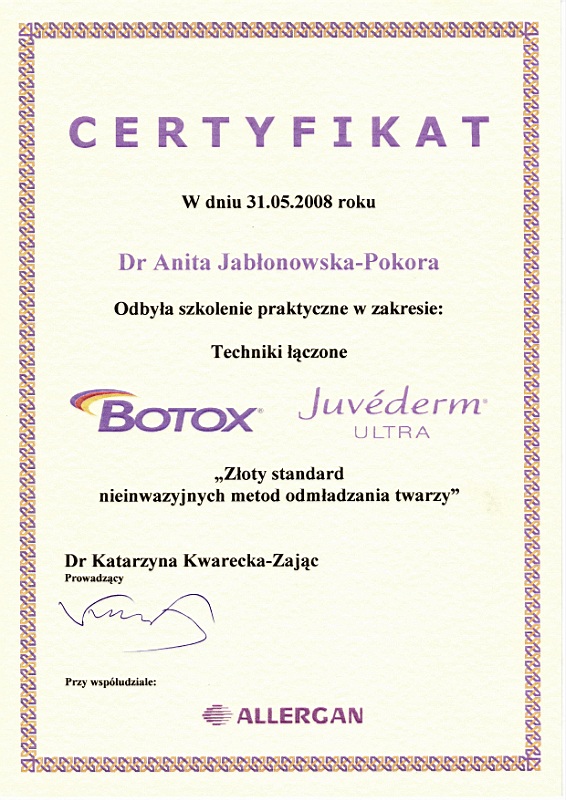 CERTYFIKAT
W dniu 31.05.2008 roku
Dr Anita Jabłonowska-Pokora
Odbyła szkolenie praktyczne w zakresie:
Techniki łączone
BOTOX® Juvéderm®
ULTRA
„Złoty standard
nieinwazyjnych metod odmładzania twarzy”
Dr Katarzyna Kwarecka-Zając
Prowadzący
Przy współudziale:
ALLERGAN